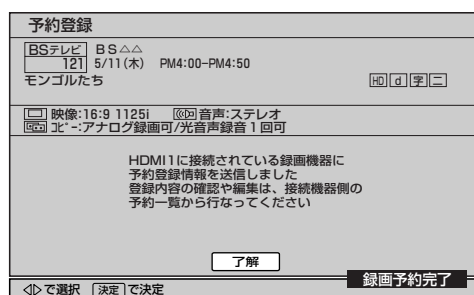 予約登録
BSテレビ BS△△
121 5/11(木) PM4:00-PM4:50
モンゴルたち HD d 字 二
映像:16:9 1125i 音声:ステレオ
コピー:アナログ録画可/光音声録音1回可
HDMI1に接続されている録画機器に
予約登録情報を送信しました
登録内容の確認や編集は、接続機器側の
予約一覧から行なってください
了解
録画予約完了
◁▷で選択 決定で決定